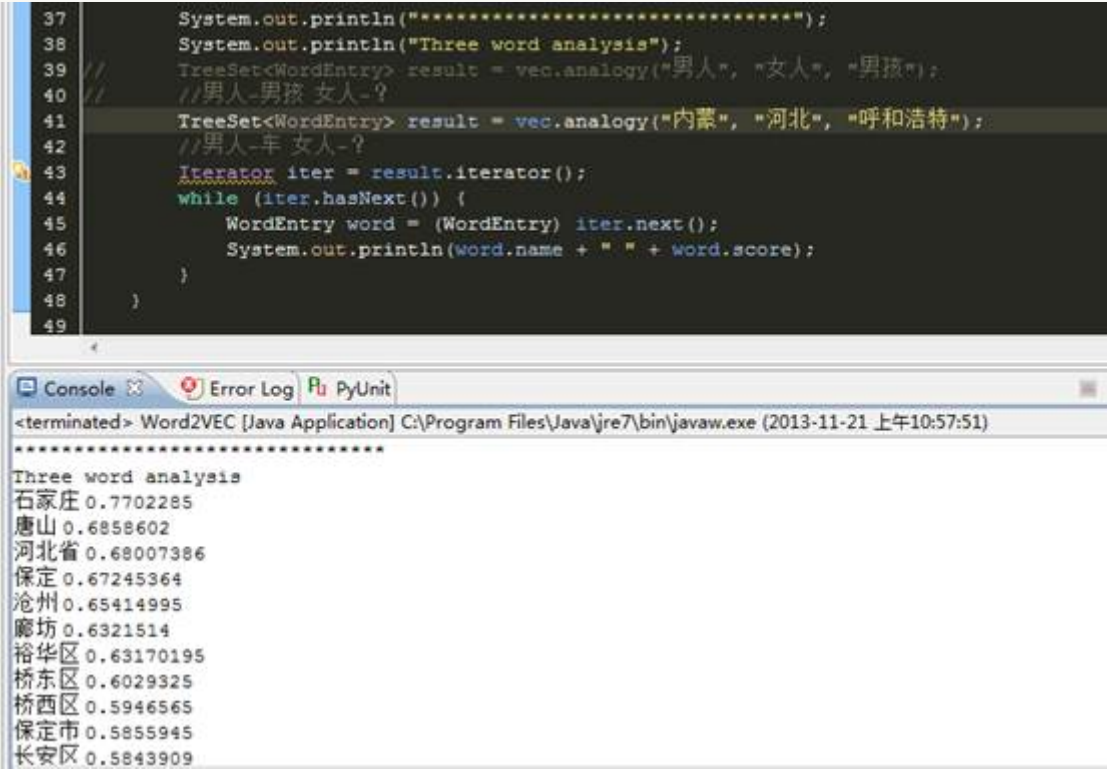 37 System.out.println("*******************************");
38 System.out.println("Three word analysis");
39 // TreeSet<WordEntry> result = vec.analogy("男人", "女人", "男孩");
40 // //男人-男孩 女人-?
41 TreeSet<WordEntry> result = vec.analogy("内蒙", "河北", "呼和浩特");
42 //男人-车 女人-?
43 Iterator iter = result.iterator();
44 while (iter.hasNext()) {
45 WordEntry word = (WordEntry) iter.next();
46 System.out.println(word.name + " " + word.score);
47 }
48 }
49
Console Error Log Pu PyUnit
<terminated> Word2VEC [Java Application] C:\Program Files\Java\jre7\bin\javaw.exe (2013-11-21 上午10:57:51)
*******************************
Three word analysis
石家庄 0.7702285
唐山 0.6858602
河北省 0.68007386
保定 0.67245364
沧州 0.65414995
廊坊 0.6321514
裕华区 0.63170195
桥东区 0.6029325
桥西区 0.5946565
保定市 0.5855945
长安区 0.5843909